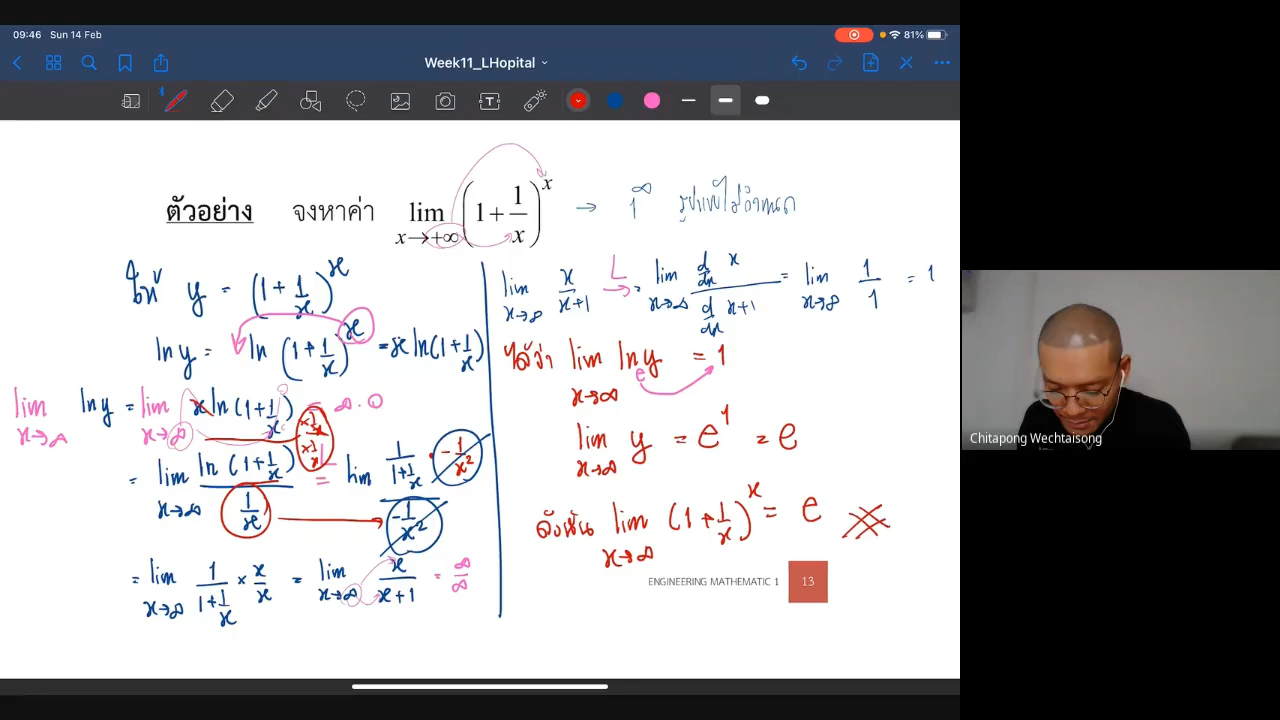 09:46 Sun 14 Feb
81%
Week11_LHopital
ตัวอย่าง จงหาค่า lim x→+∞ (1 + 1/x)^x → 1^∞ รูปแบบไม่กำหนด
ให้ y = (1 + 1/x)^x
ln y = ln (1 + 1/x)^x = x ln(1 + 1/x)
lim x→∞ ln y = lim x→∞ x ln(1 + 1/x) = ∞ · 0
×1/x
×1/x
= lim x→∞ ln(1 + 1/x) / (1/x) = lim (1/(1 + 1/x) · -1/x²) / (-1/x²)
= lim x→∞ 1/(1 + 1/x) × x/x = lim x→∞ x/(x+1) = ∞/∞
lim x→∞ x/(x+1) L→ = lim x→∞ (d/dx x)/(d/dx x+1) = lim x→∞ 1/1 = 1
ได้ว่า lim x→∞ ln y = 1
e
lim x→∞ y = e^1 = e
ดังนั้น lim x→∞ (1 + 1/x)^x = e
ENGINEERING MATHEMATIC 1 13
Chitapong Wechtaisong